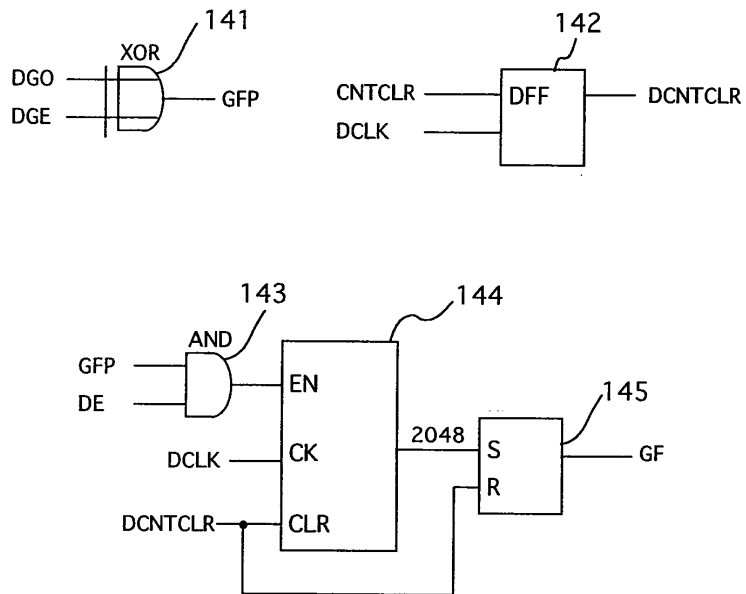 141
XOR
DGO
DGE
GFP
142
CNTCLR
DCLK
DFF
DCNTCLR
143
AND
GFP
DE
144
EN
DCLK
CK
DCNTCLR
CLR
2048
145
S
R
GF